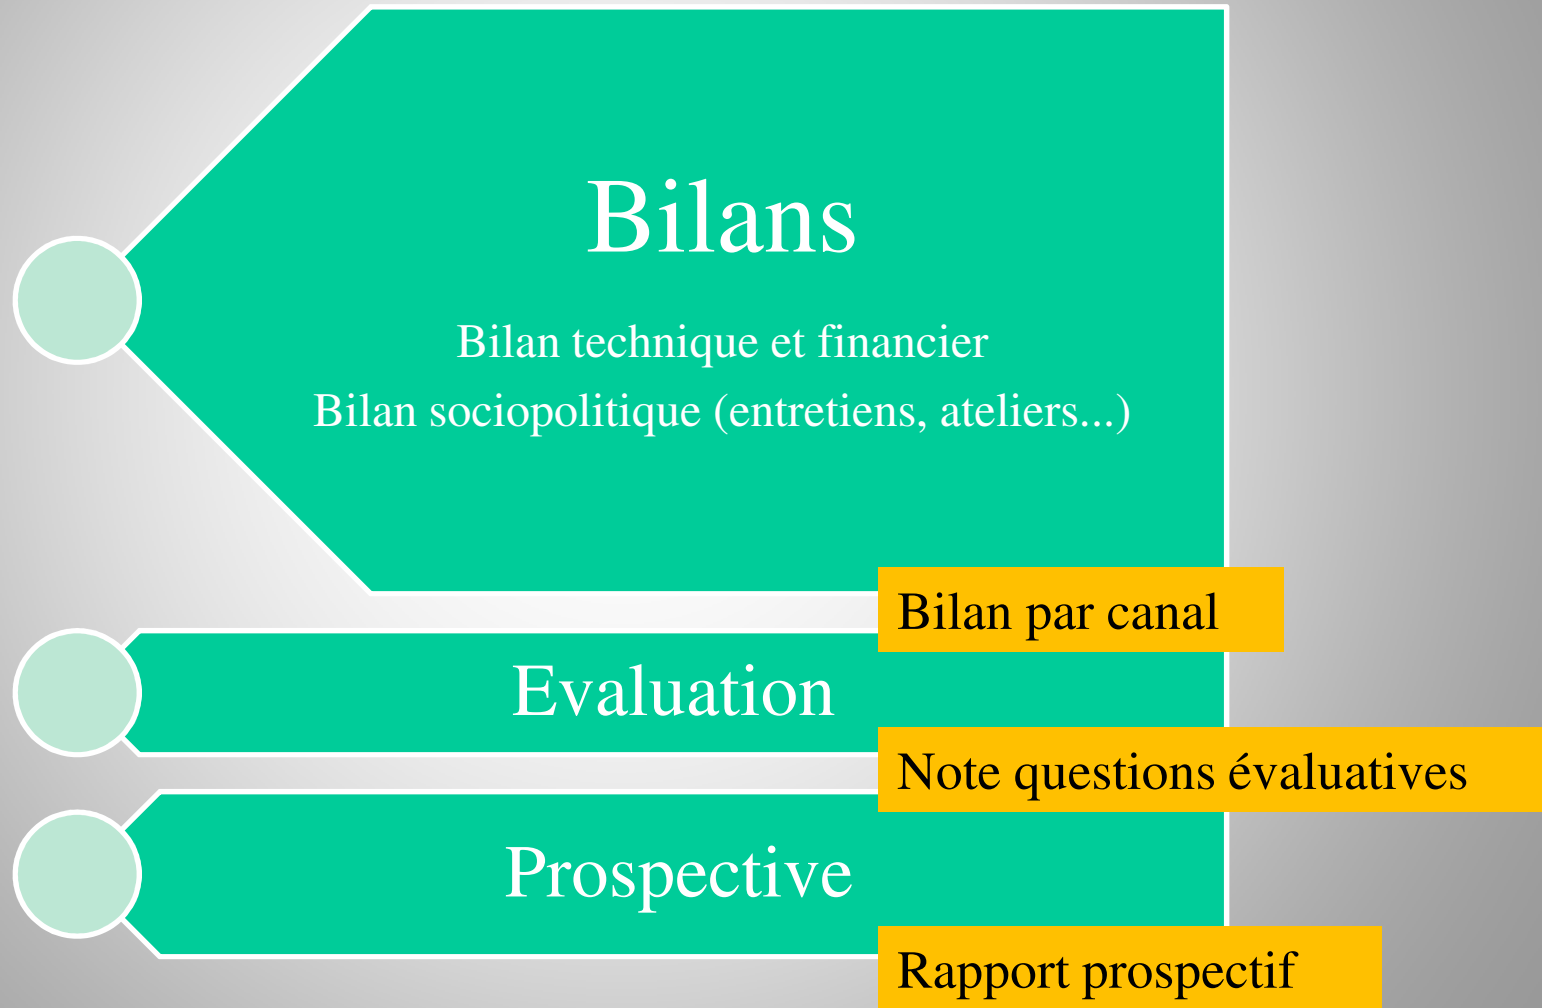 Bilans
Bilan technique et financier
Bilan sociopolitique (entretiens, ateliers...)
Bilan par canal
Evaluation
Note questions évaluatives
Prospective
Rapport prospectif